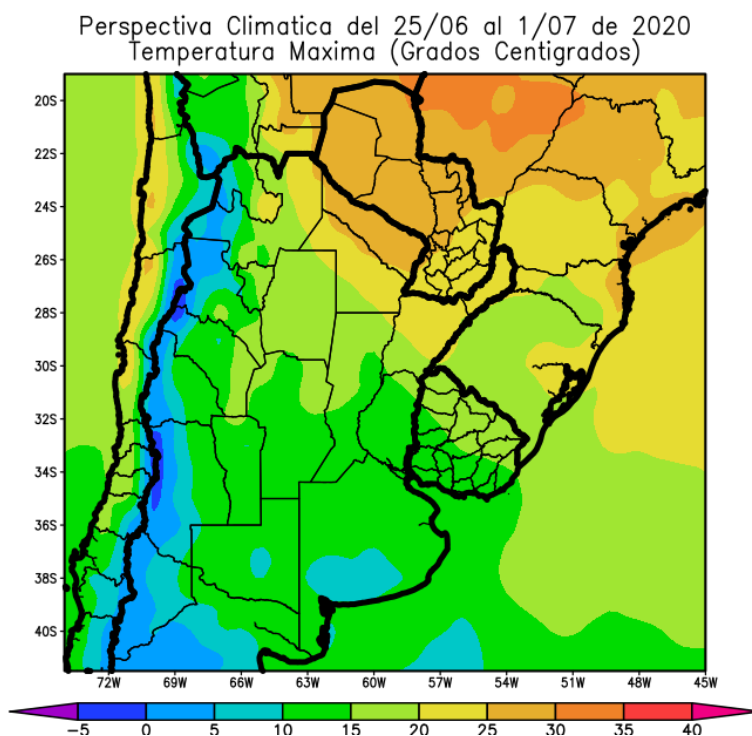 Perspectiva Climatica del 25/06 al 1/07 de 2020
Temperatura Maxima (Grados Centigrados)
20S
22S
24S
26S
28S
30S
32S
34S
36S
38S
40S
72W 69W 66W 63W 60W 57W 54W 51W 48W 45W
−5 0 5 10 15 20 25 30 35 40